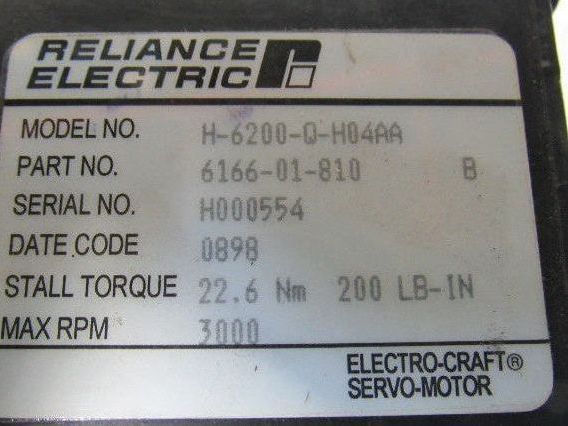 RELIANCE
ELECTRIC
MODEL NO. H-6200-Q-H04AA
PART NO. 6166-01-810 B
SERIAL NO. H000554
DATE CODE 0898
STALL TORQUE 22.6 Nm 200 LB-IN
MAX RPM 3000
ELECTRO-CRAFT®
SERVO-MOTOR